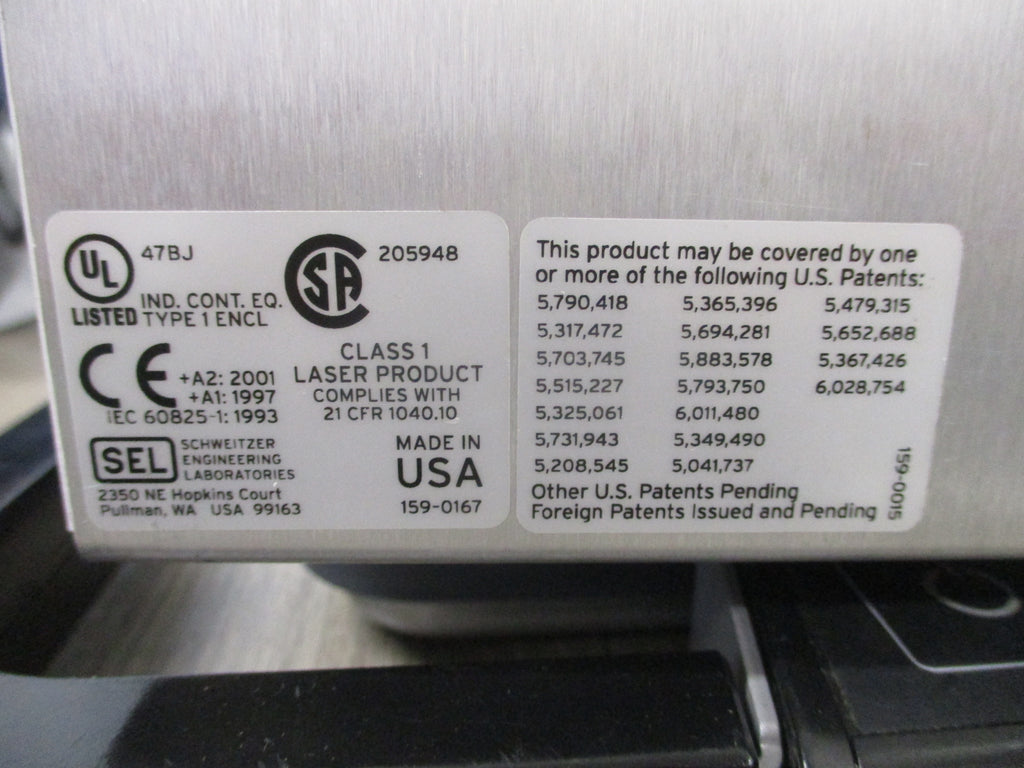 UL 47BJ
LISTED IND. CONT. EQ.
TYPE 1 ENCL
SA 205948
CE +A2: 2001
+A1: 1997
IEC 60825-1: 1993
CLASS 1
LASER PRODUCT
COMPLIES WITH
21 CFR 1040.10
SEL SCHWEITZER
ENGINEERING
LABORATORIES
2350 NE Hopkins Court
Pullman, WA USA 99163
MADE IN
USA
159-0167
This product may be covered by one
or more of the following U.S. Patents:
5,790,418 5,365,396 5,479,315
5,317,472 5,694,281 5,652,688
5,703,745 5,883,578 5,367,426
5,515,227 5,793,750 6,028,754
5,325,061 6,011,480
5,731,943 5,349,490
5,208,545 5,041,737
Other U.S. Patents Pending
Foreign Patents Issued and Pending
159-0015